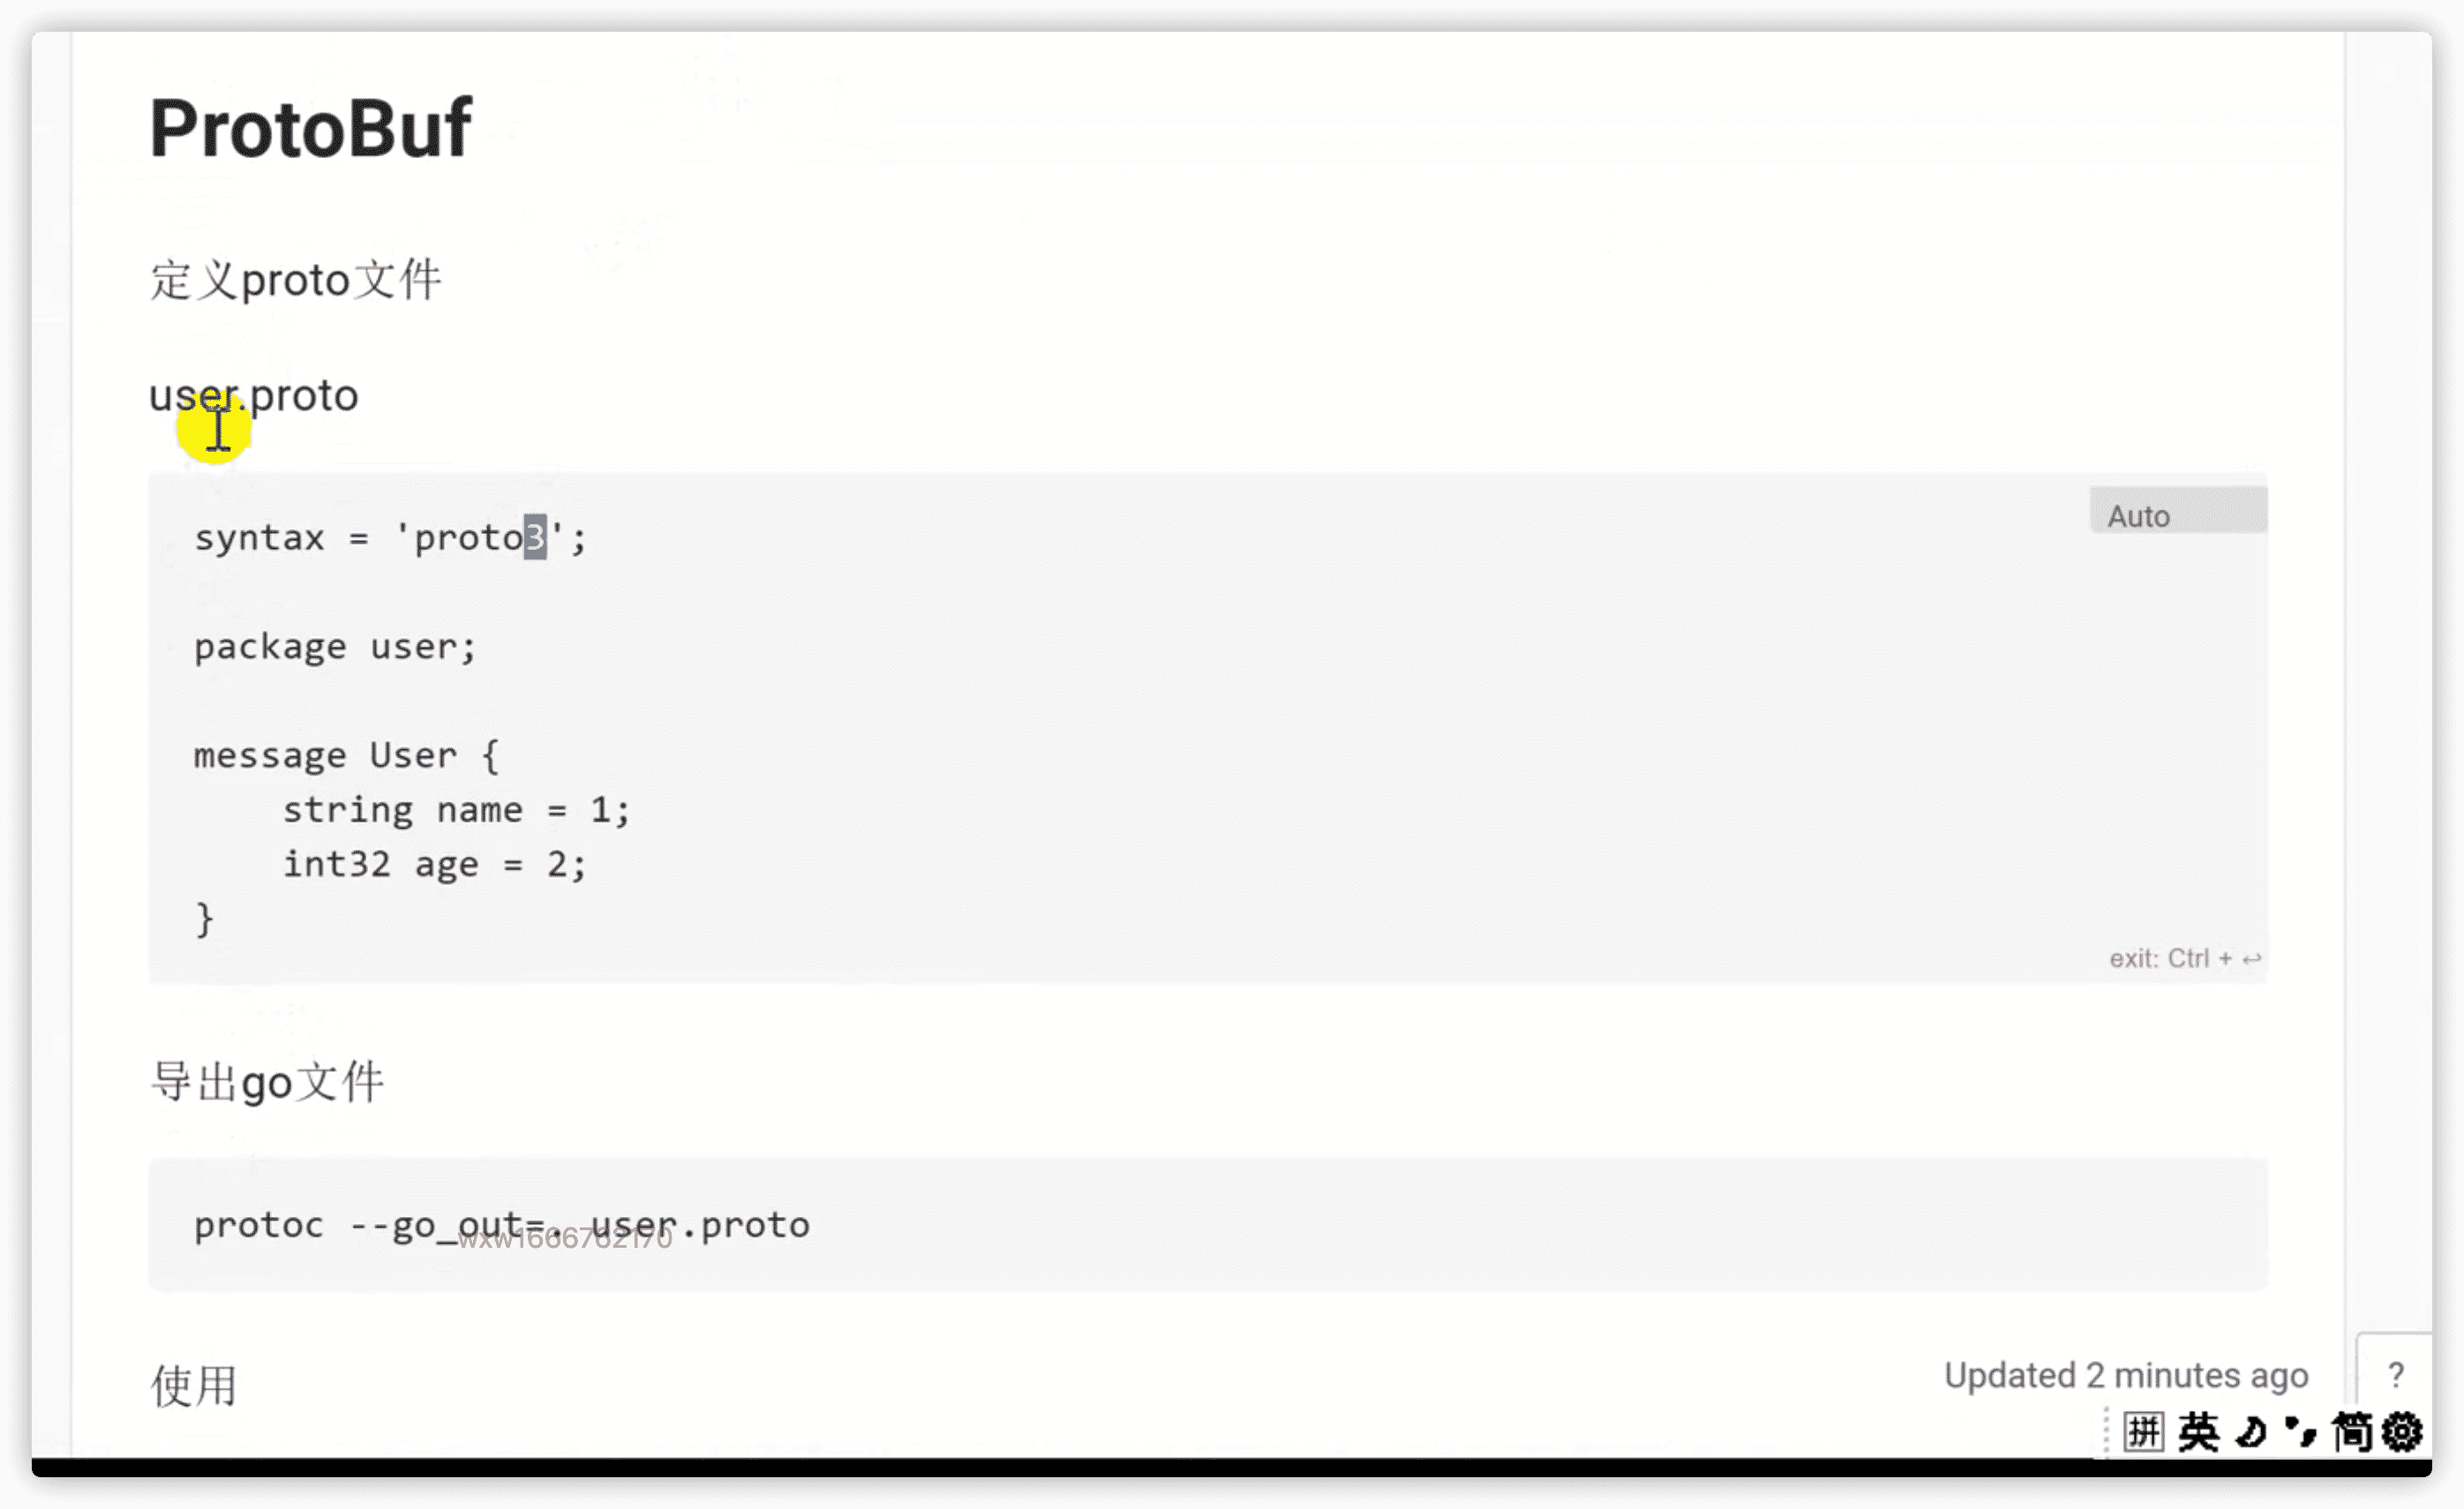 ProtoBuf
定义proto文件
user.proto
Auto
syntax = 'proto3';
package user;
message User {
    string name = 1;
    int32 age = 2;
}
exit: Ctrl + ↩
导出go文件
protoc --go_out=. user.proto
wxw1666762170
使用
Updated 2 minutes ago
?
拼 英 简